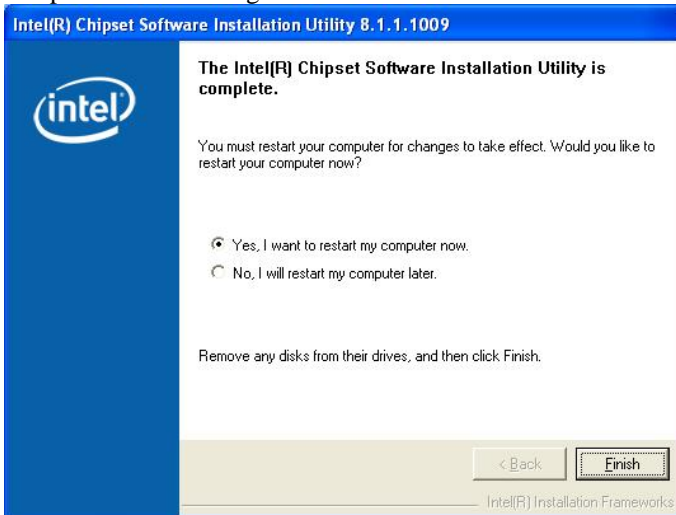 Intel(R) Chipset Software Installation Utility 8.1.1.1009
intel
The Intel(R) Chipset Software Installation Utility is
complete.
You must restart your computer for changes to take effect. Would you like to
restart your computer now?
Yes, I want to restart my computer now.
No, I will restart my computer later.
Remove any disks from their drives, and then click Finish.
< Back
Finish
Intel(R) Installation Frameworks